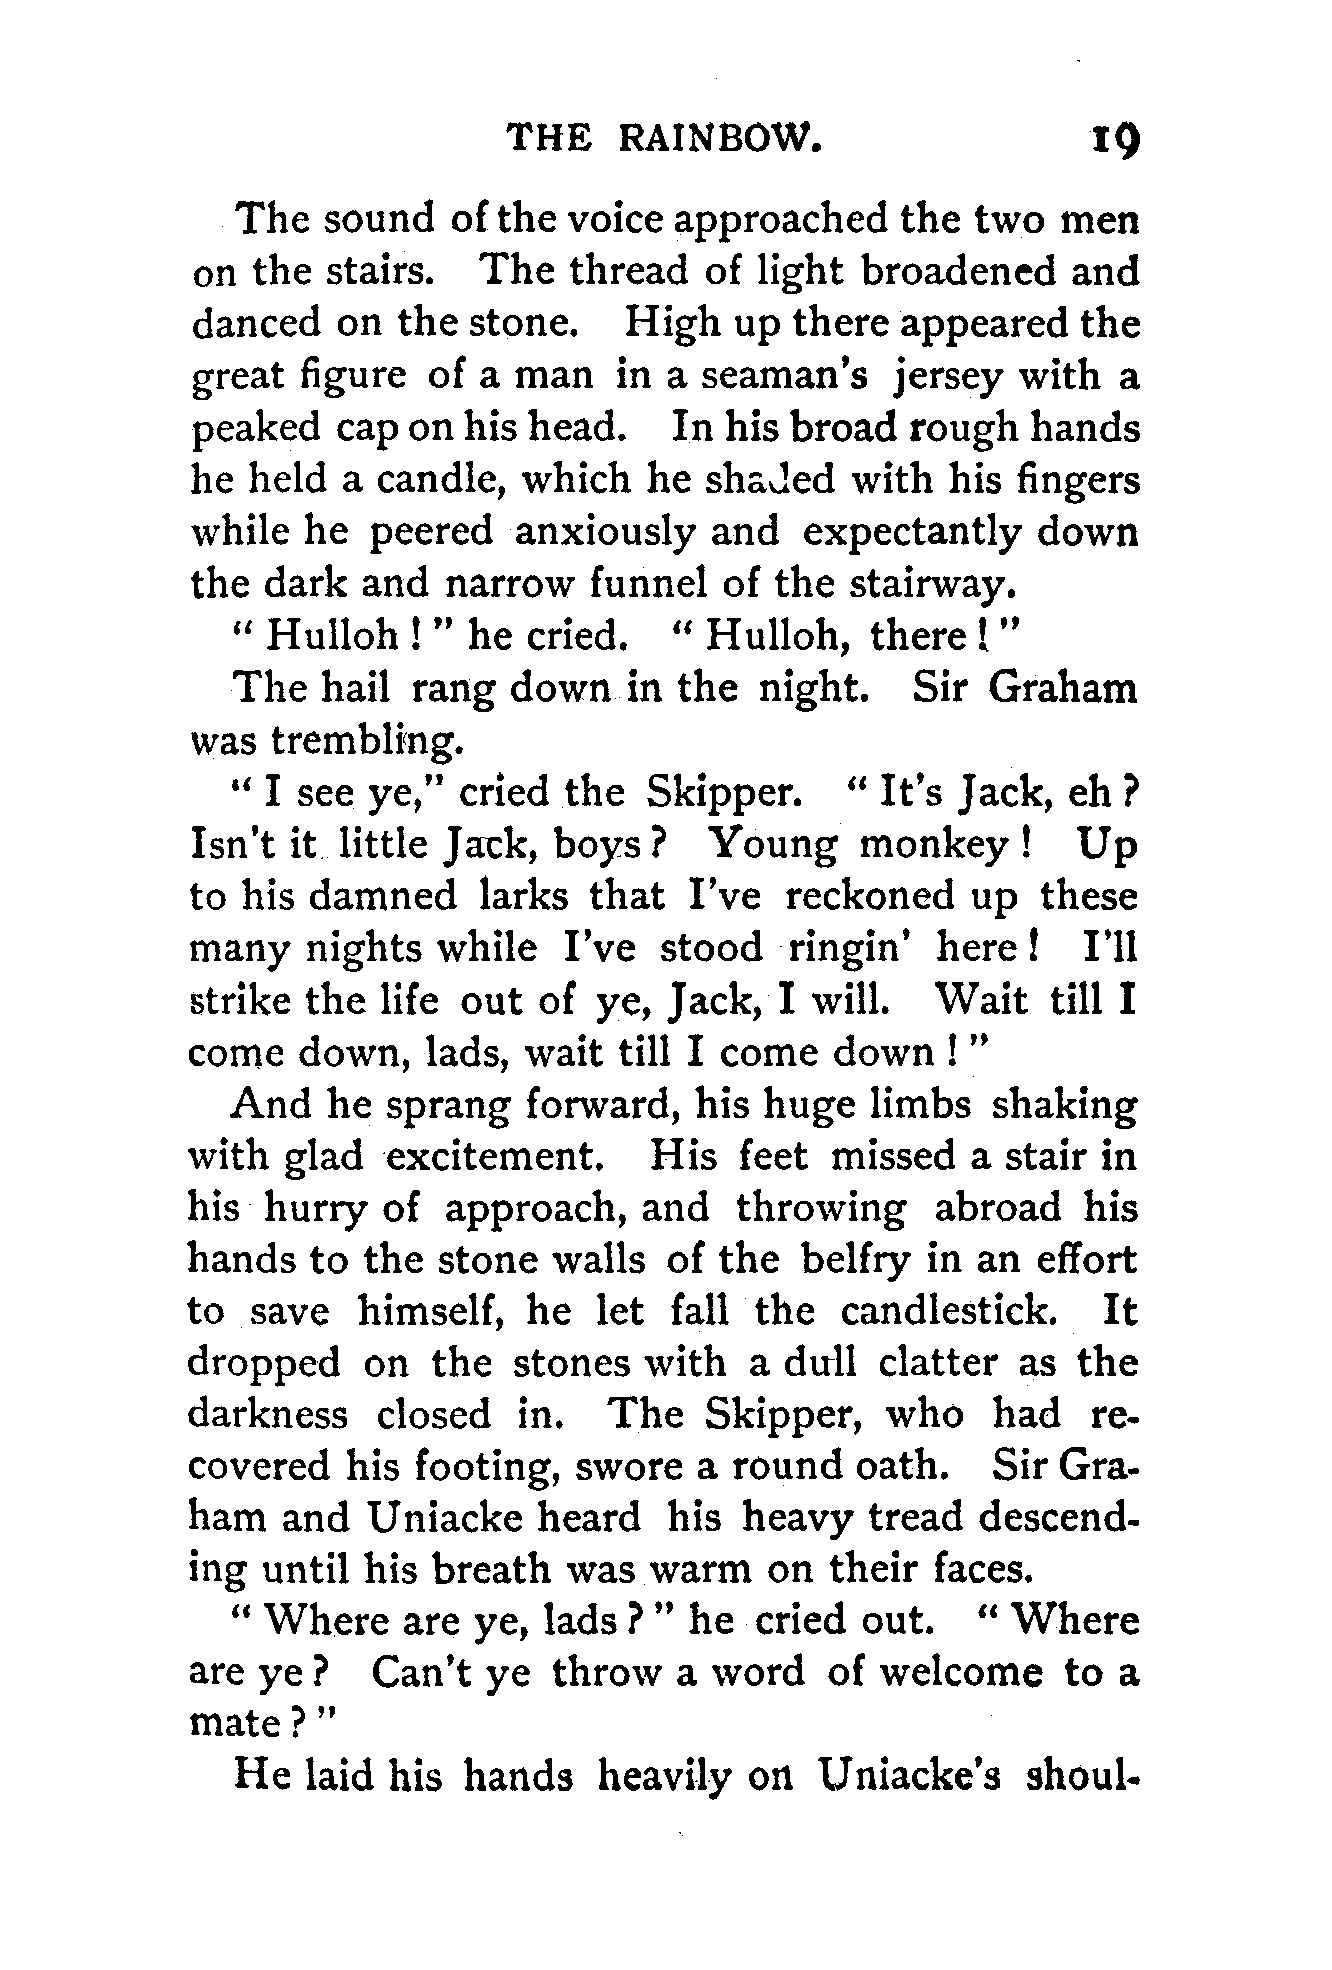 THE RAINBOW. 19
The sound of the voice approached the two men
on the stairs. The thread of light broadened and
danced on the stone. High up there appeared the
great figure of a man in a seaman's jersey with a
peaked cap on his head. In his broad rough hands
he held a candle, which he shaded with his fingers
while he peered anxiously and expectantly down
the dark and narrow funnel of the stairway.
" Hulloh ! " he cried. " Hulloh, there ! "
The hail rang down in the night. Sir Graham
was trembling.
" I see ye," cried the Skipper. " It's Jack, eh ?
Isn't it little Jack, boys ? Young monkey ! Up
to his damned larks that I've reckoned up these
many nights while I've stood ringin' here ! I'll
strike the life out of ye, Jack, I will. Wait till I
come down, lads, wait till I come down ! "
And he sprang forward, his huge limbs shaking
with glad excitement. His feet missed a stair in
his hurry of approach, and throwing abroad his
hands to the stone walls of the belfry in an effort
to save himself, he let fall the candlestick. It
dropped on the stones with a dull clatter as the
darkness closed in. The Skipper, who had re-
covered his footing, swore a round oath. Sir Gra-
ham and Uniacke heard his heavy tread descend-
ing until his breath was warm on their faces.
" Where are ye, lads ? " he cried out. " Where
are ye ? Can't ye throw a word of welcome to a
mate ? "
He laid his hands heavily on Uniacke's shoul-